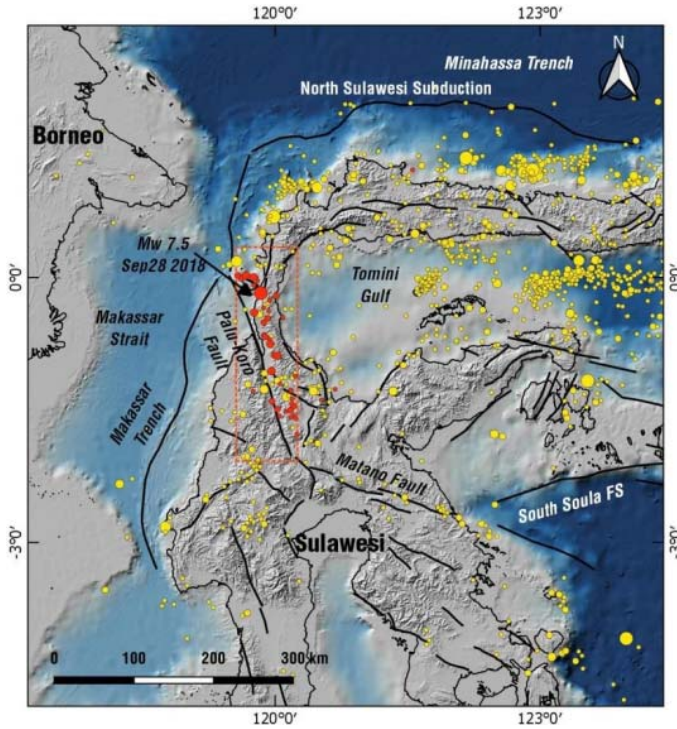 120°0'
123°0'
Minahassa Trench
N
North Sulawesi Subduction
Borneo
Mw 7.5
Sep28 2018
0°0'
Tomini
Gulf
0°0'
Makassar
Strait
Palu-Koro
Fault
Makassar
Trench
Matano Fault
South Soula FS
-3°0'
Sulawesi
-3°0'
0
100
200
300 km
120°0'
123°0'